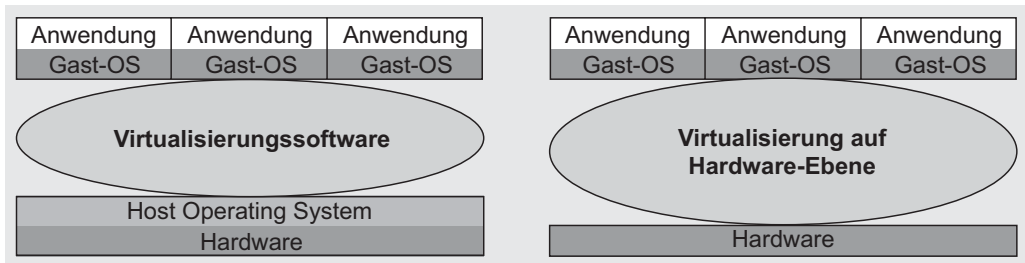 Anwendung Anwendung Anwendung
Gast-OS Gast-OS Gast-OS
Virtualisierungssoftware
Host Operating System
Hardware
Anwendung Anwendung Anwendung
Gast-OS Gast-OS Gast-OS
Virtualisierung auf
Hardware-Ebene
Hardware